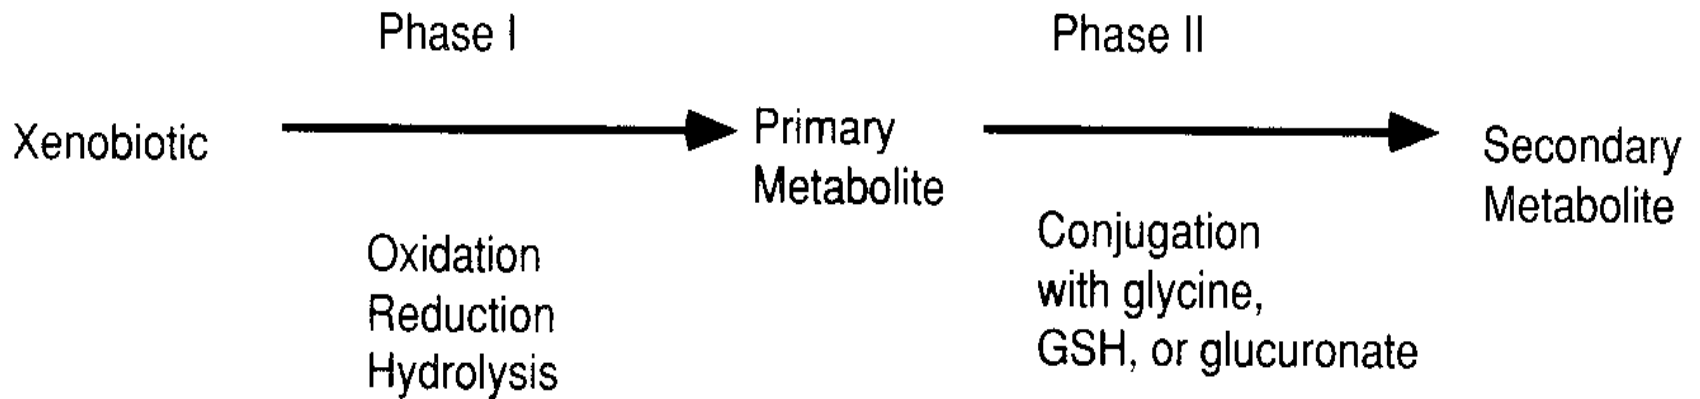 Phase I
Phase II
Xenobiotic
Primary
Metabolite
Secondary
Metabolite
Oxidation
Reduction
Hydrolysis
Conjugation
with glycine,
GSH, or glucuronate